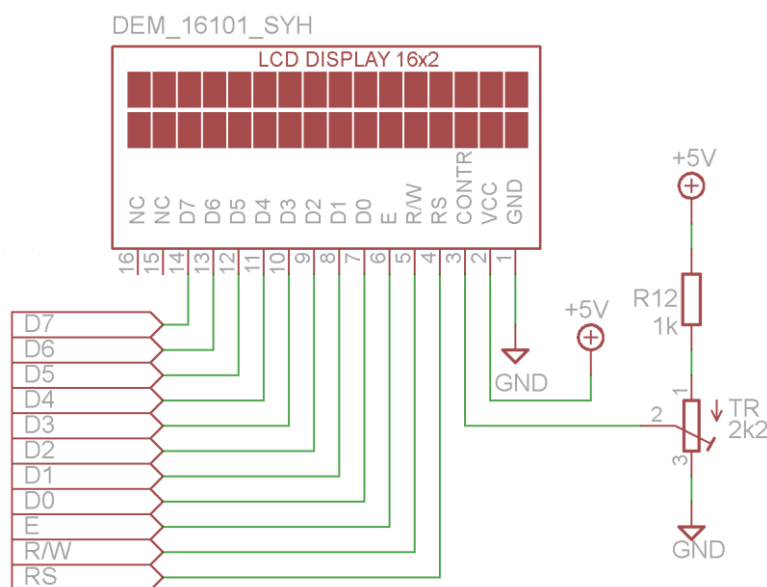 DEM_16101_SYH
LCD DISPLAY 16x2
NC NC D7 D6 D5 D4 D3 D2 D1 D0 E R/W RS CONTR VCC GND
16 15 14 13 12 11 10 9 8 7 6 5 4 3 2 1
+5V
R12
1k
+5V
GND
1
2
TR
2k2
3
GND
D7
D6
D5
D4
D3
D2
D1
D0
E
R/W
RS